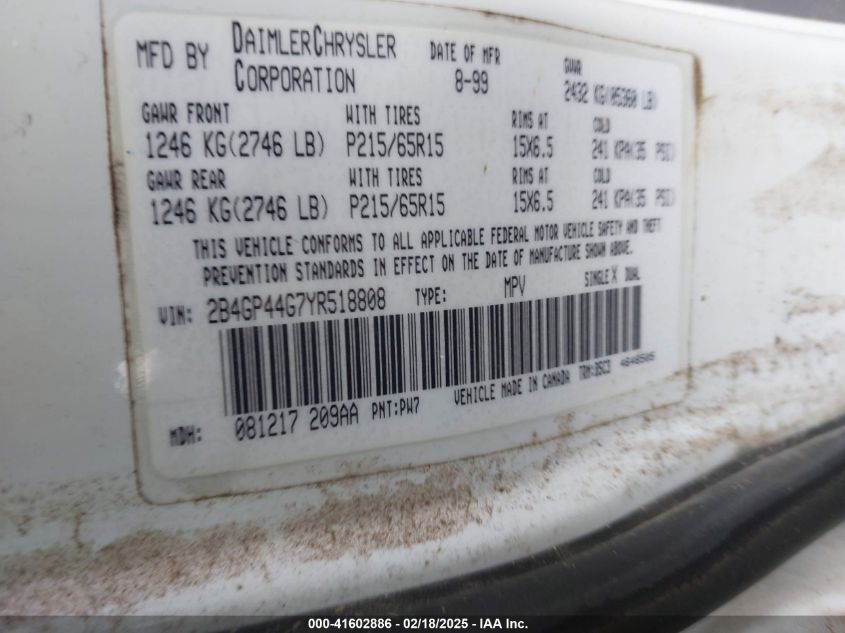 MFD BY DAIMLERCHRYSLER CORPORATION DATE OF MFR 8-99 GVWR 2432 KG(05360 LB)
GAWR FRONT WITH TIRES RIMS AT COLD
1246 KG(2746 LB) P215/65R15 15X6.5 241 KPA(35 PSI)
GAWR REAR WITH TIRES RIMS AT COLD
1246 KG(2746 LB) P215/65R15 15X6.5 241 KPA(35 PSI)
THIS VEHICLE CONFORMS TO ALL APPLICABLE FEDERAL MOTOR VEHICLE SAFETY AND THEFT
PREVENTION STANDARDS IN EFFECT ON THE DATE OF MANUFACTURE SHOWN ABOVE.
VIN: 2B4GP44G7YR518808 TYPE: MPV SINGLE X DUAL
VEHICLE MADE IN CANADA TRM:DSC3 4648505
MDH: 081217 209AA PNT:PW7
000-41602886 - 02/18/2025 - IAA Inc.